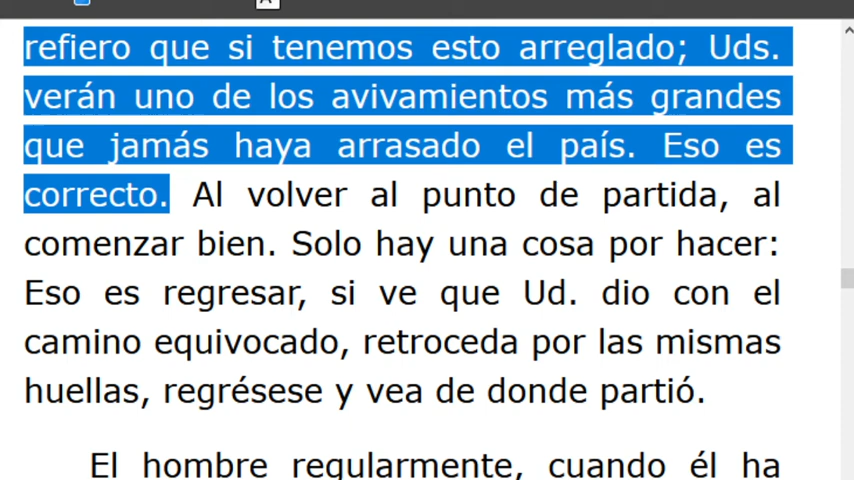 refiero que si tenemos esto arreglado; Uds.
verán uno de los avivamientos más grandes
que jamás haya arrasado el país. Eso es
correcto. Al volver al punto de partida, al
comenzar bien. Solo hay una cosa por hacer:
Eso es regresar, si ve que Ud. dio con el
camino equivocado, retroceda por las mismas
huellas, regrésese y vea de donde partió.
El hombre regularmente, cuando él ha